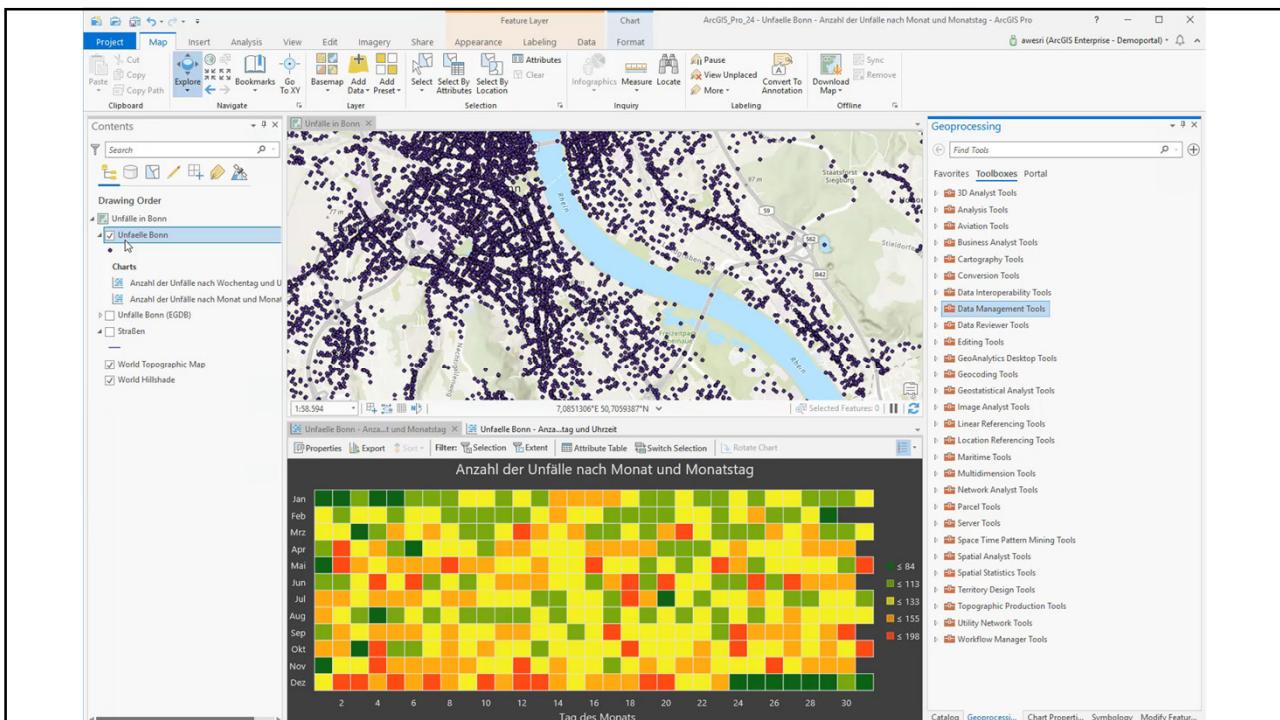 Feature Layer
Chart
ArcGIS_Pro_24 - Unfaelle Bonn - Anzahl der Unfälle nach Monat und Monatstag - ArcGIS Pro
?
Project Map Insert Analysis View Edit Imagery Share Appearance Labeling Data Format
awesri (ArcGIS Enterprise - Demoportal)
Paste
Cut
Copy
Copy Path
Explore
Bookmarks
Go To XY
Basemap
Add Data
Add Preset
Select
Select By Attributes
Select By Location
Attributes
Clear
Infographics
Measure
Locate
Pause
View Unplaced
More
Convert To Annotation
Download Map
Sync
Remove
Clipboard
Navigate
Layer
Selection
Inquiry
Labeling
Offline
Contents
Search
Drawing Order
Unfälle in Bonn
Unfaelle Bonn
Charts
Anzahl der Unfälle nach Wochentag und U
Anzahl der Unfälle nach Monat und Monat
Unfälle Bonn (EGDB)
Straßen
World Topographic Map
World Hillshade
Unfälle in Bonn
Rhein
97 m
Staatsforst
Siegburg
59
77 m
562
Stieldorf
B42
Rhein
1:58.594
7,0851306°E 50,7059387°N
Selected Features: 0
Unfaelle Bonn - Anza...t und Monatstag
Unfaelle Bonn - Anza...tag und Uhrzeit
Properties Export Sort Filter: Selection Extent Attribute Table Switch Selection Rotate Chart
Anzahl der Unfälle nach Monat und Monatstag
Jan
Feb
Mrz
Apr
Mai
Jun
Jul
Aug
Sep
Okt
Nov
Dez
≤ 84
≤ 113
≤ 133
≤ 155
≤ 198
2 4 6 8 10 12 14 16 18 20 22 24 26 28 30
Tag des Monats
Geoprocessing
Find Tools
Favorites Toolboxes Portal
3D Analyst Tools
Analysis Tools
Aviation Tools
Business Analyst Tools
Cartography Tools
Conversion Tools
Data Interoperability Tools
Data Management Tools
Data Reviewer Tools
Editing Tools
GeoAnalytics Desktop Tools
Geocoding Tools
Geostatistical Analyst Tools
Image Analyst Tools
Linear Referencing Tools
Location Referencing Tools
Maritime Tools
Multidimension Tools
Network Analyst Tools
Parcel Tools
Server Tools
Space Time Pattern Mining Tools
Spatial Analyst Tools
Spatial Statistics Tools
Territory Design Tools
Topographic Production Tools
Utility Network Tools
Workflow Manager Tools
Catalog Geoprocessi... Chart Properti... Symbology Modify Featur...